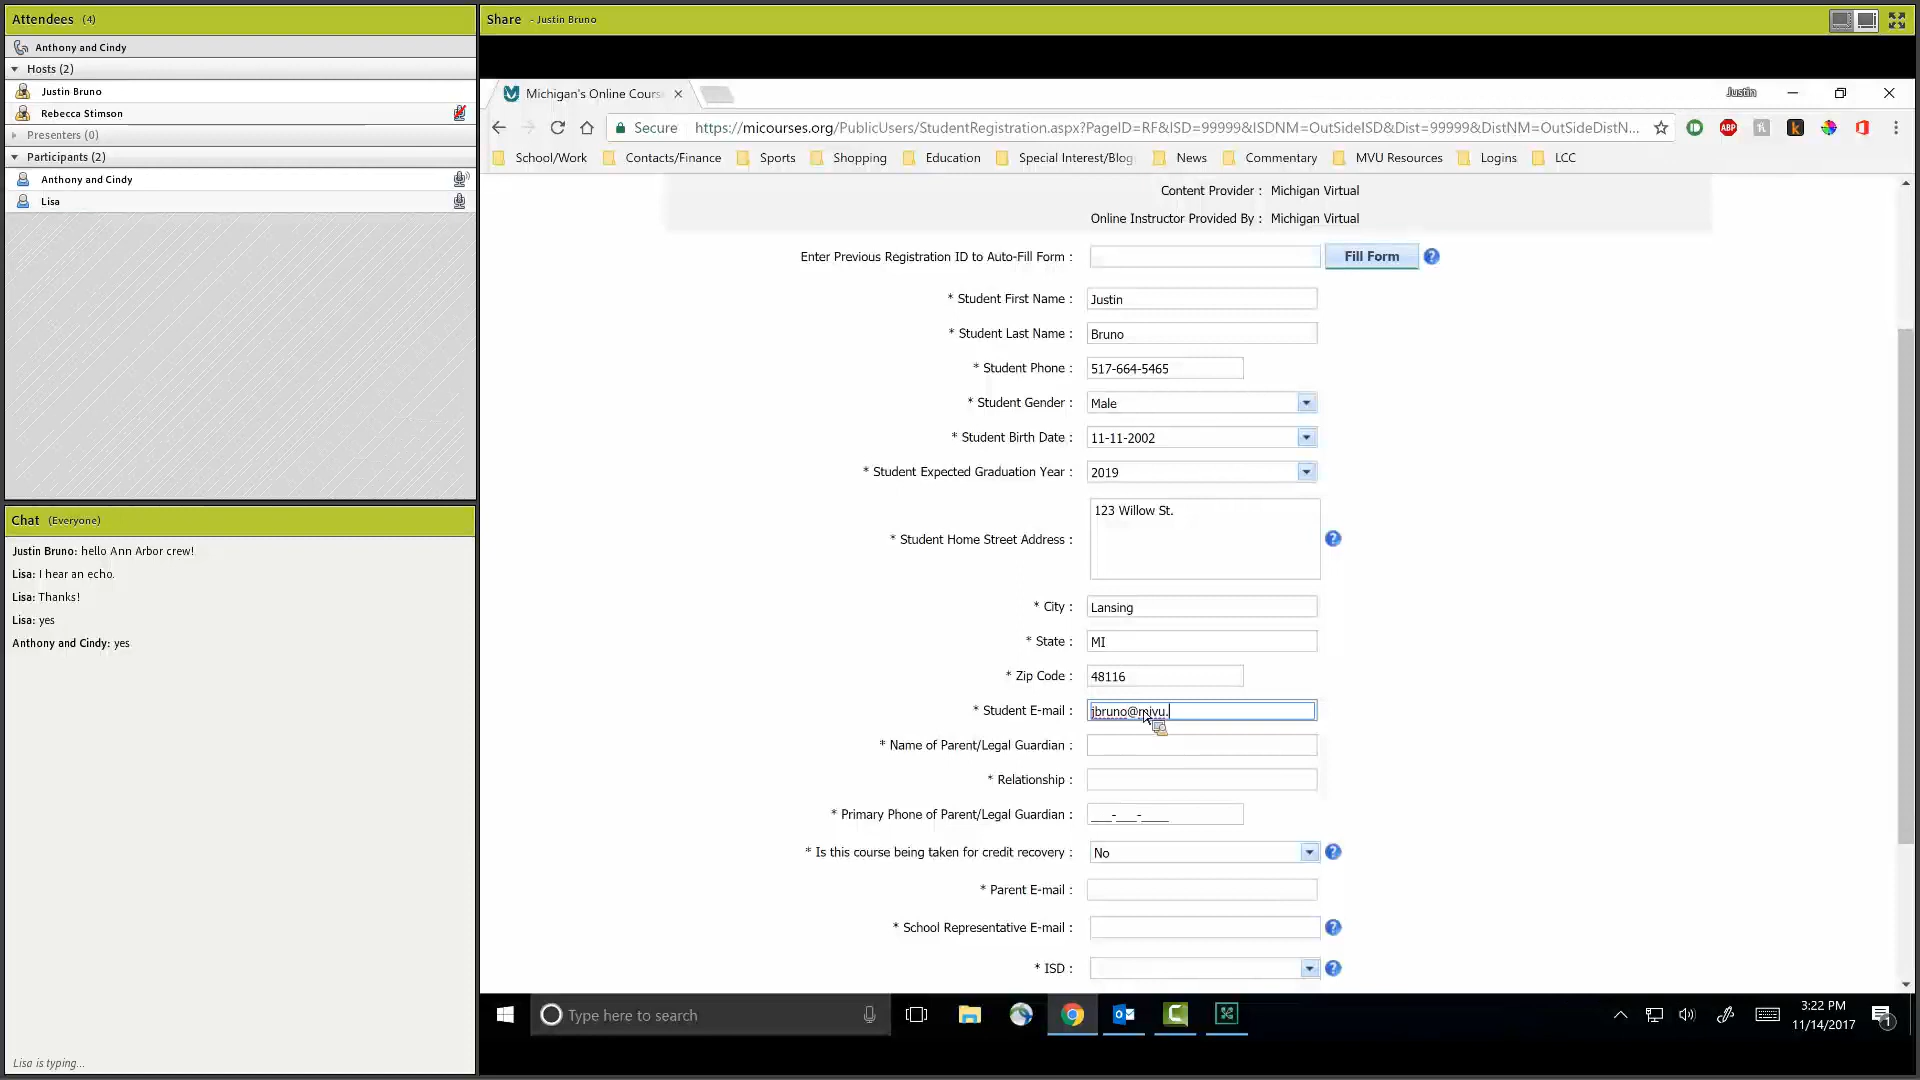 Attendees (4)
Anthony and Cindy
Hosts (2)
Justin Bruno
Rebecca Stimson
Presenters (0)
Participants (2)
Anthony and Cindy
Lisa
Chat (Everyone)
Justin Bruno: hello Ann Arbor crew!
Lisa: I hear an echo.
Lisa: Thanks!
Lisa: yes
Anthony and Cindy: yes
Lisa is typing...
Share - Justin Bruno
Michigan's Online Cours
Justin
Secure https://micourses.org/PublicUsers/StudentRegistration.aspx?PageID=RF&ISD=99999&ISDNM=OutSideISD&Dist=99999&DistNM=OutSideDistN...
ABP
School/Work Contacts/Finance Sports Shopping Education Special Interest/Blog News Commentary MVU Resources Logins LCC
Content Provider : Michigan Virtual
Online Instructor Provided By : Michigan Virtual
Enter Previous Registration ID to Auto-Fill Form : Fill Form ?
* Student First Name : Justin
* Student Last Name : Bruno
* Student Phone : 517-664-5465
* Student Gender : Male
* Student Birth Date : 11-11-2002
* Student Expected Graduation Year : 2019
* Student Home Street Address : 123 Willow St. ?
* City : Lansing
* State : MI
* Zip Code : 48116
* Student E-mail : jbruno@mivu.
* Name of Parent/Legal Guardian :
* Relationship :
* Primary Phone of Parent/Legal Guardian : ___-___-____
* Is this course being taken for credit recovery : No ?
* Parent E-mail :
* School Representative E-mail : ?
* ISD : ?
Type here to search
3:22 PM
11/14/2017
1